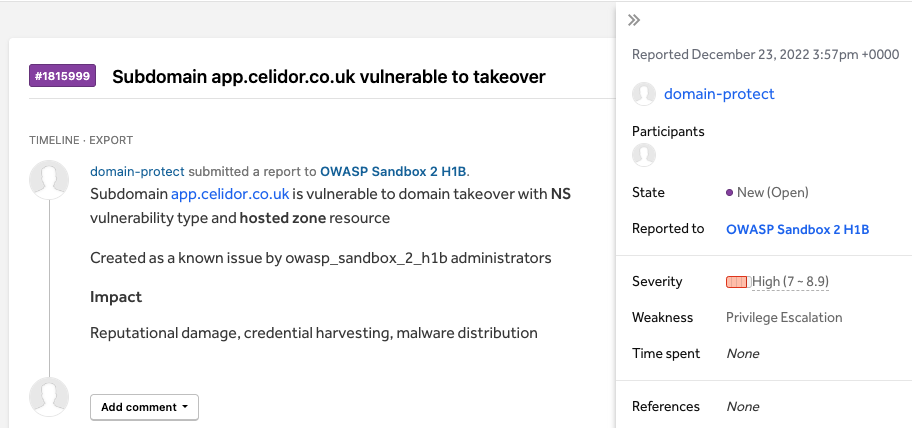 #1815999 Subdomain app.celidor.co.uk vulnerable to takeover
TIMELINE · EXPORT
domain-protect submitted a report to OWASP Sandbox 2 H1B.
Subdomain app.celidor.co.uk is vulnerable to domain takeover with NS
vulnerability type and hosted zone resource
Created as a known issue by owasp_sandbox_2_h1b administrators
Impact
Reputational damage, credential harvesting, malware distribution
Add comment
Reported December 23, 2022 3:57pm +0000
domain-protect
Participants
State New (Open)
Reported to OWASP Sandbox 2 H1B
Severity High (7 ~ 8.9)
Weakness Privilege Escalation
Time spent None
References None